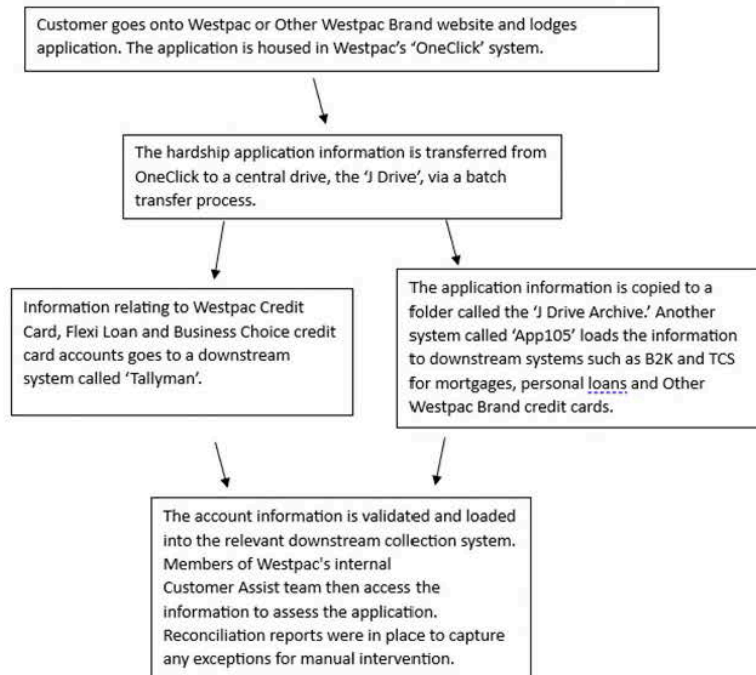 Customer goes onto Westpac or Other Westpac Brand website and lodges
application. The application is housed in Westpac’s ‘OneClick’ system.
The hardship application information is transferred from
OneClick to a central drive, the ‘J Drive’, via a batch
transfer process.
Information relating to Westpac Credit
Card, Flexi Loan and Business Choice credit
card accounts goes to a downstream
system called ‘Tallyman’.
The application information is copied to a
folder called the ‘J Drive Archive.’ Another
system called ‘App105’ loads the information
to downstream systems such as B2K and TCS
for mortgages, personal loans and Other
Westpac Brand credit cards.
The account information is validated and loaded
into the relevant downstream collection system.
Members of Westpac's internal
Customer Assist team then access the
information to assess the application.
Reconciliation reports were in place to capture
any exceptions for manual intervention.